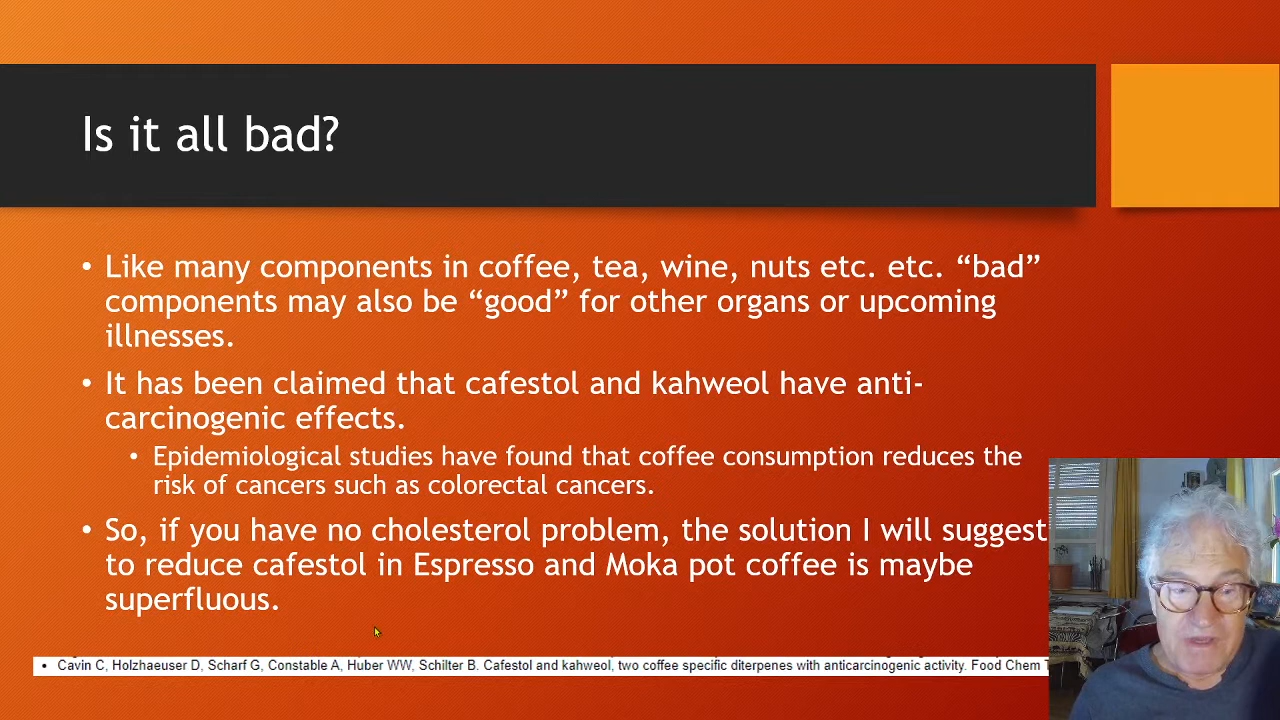 Is it all bad?
• Like many components in coffee, tea, wine, nuts etc. etc. “bad”
components may also be “good” for other organs or upcoming
illnesses.
• It has been claimed that cafestol and kahweol have anti-
carcinogenic effects.
• Epidemiological studies have found that coffee consumption reduces the
risk of cancers such as colorectal cancers.
• So, if you have no cholesterol problem, the solution I will suggest
to reduce cafestol in Espresso and Moka pot coffee is maybe
superfluous.
• Cavin C, Holzhaeuser D, Scharf G, Constable A, Huber WW, Schilter B. Cafestol and kahweol, two coffee specific diterpenes with anticarcinogenic activity. Food Chem